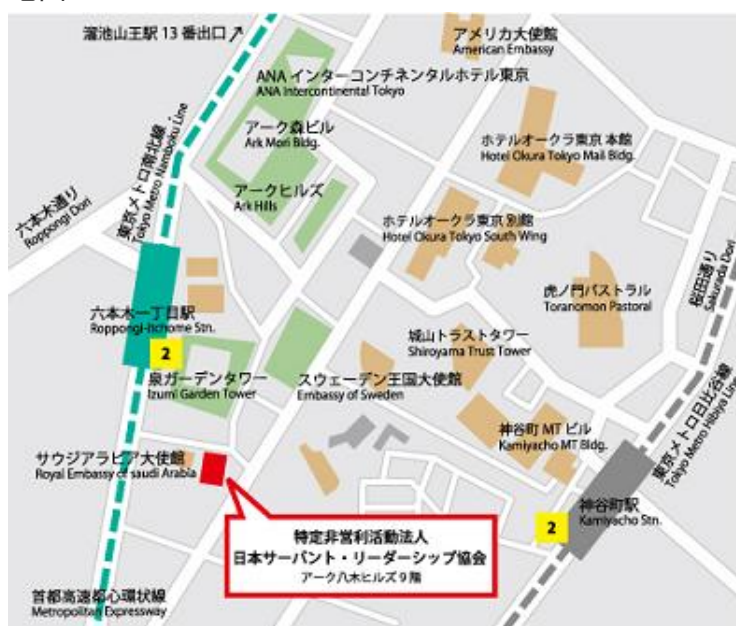 溜池山王駅 13 番出口↗
アメリカ大使館
American Embassy
ANA インターコンチネンタルホテル東京
ANA Intercontinental Tokyo
アーク森ビル
Ark Mori Bldg.
ホテルオークラ東京 本館
Hotel Okura Tokyo Mail Bldg.
東京メトロ南北線
Tokyo Metro Namboku Line
六本木通り
Roppongi Dori
アークヒルズ
Ark Hills
ホテルオークラ東京 別館
Hotel Okura Tokyo South Wing
桜田通り
Sakurada Dori
虎ノ門パストラル
Toranomon Pastoral
六本木一丁目駅
Roppongi-Itchome Stn.
2
城山トラストタワー
Shiroyama Trust Tower
泉ガーデンタワー
Izumi Garden Tower
スウェーデン王国大使館
Embassy of Sweden
東京メトロ日比谷線
Tokyo Metro Hibiya Line
神谷町 MT ビル
Kamiyacho MT Bldg.
サウジアラビア大使館
Royal Embassy of saudi Arabia
神谷町駅
Kamiyacho Stn.
2
特定非営利活動法人
日本サーバント・リーダーシップ協会
アーク八木ヒルズ 9 階
首都高速都心環状線
Metropolitan Expressway